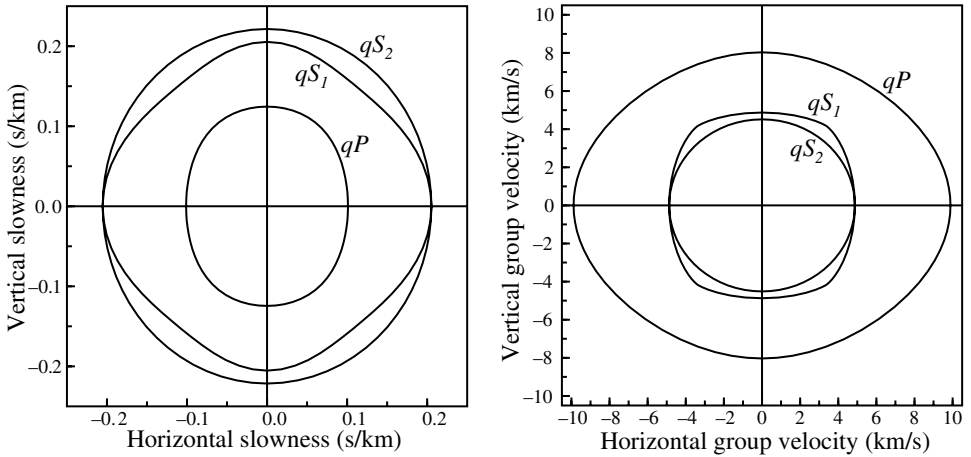 0.2
0.1
0.0
−0.1
−0.2
Vertical slowness (s/km)
qS2
qS1
qP
−0.2 −0.1 0.0 0.1 0.2
Horizontal slowness (s/km)
10
8
6
4
2
0
−2
−4
−6
−8
−10
Vertical group velocity (km/s)
qP
qS1
qS2
−10 −8 −6 −4 −2 0 2 4 6 8 10
Horizontal group velocity (km/s)